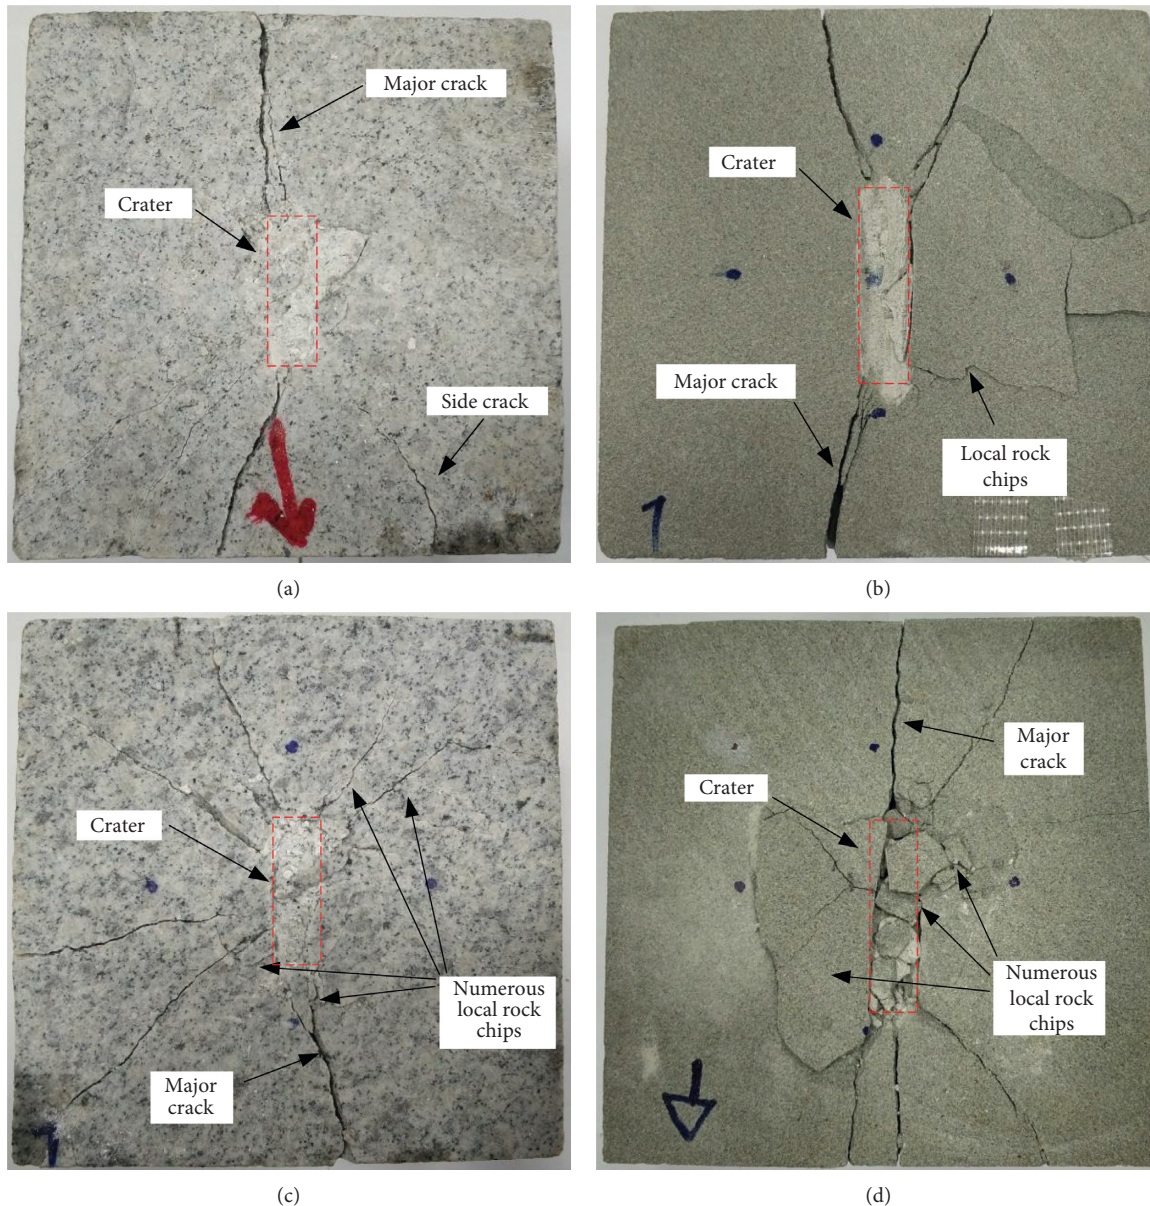 Major crack
Crater
Side crack
(a)
Crater
Major crack
Local rock
chips
1
(b)
Crater
Numerous
local rock
chips
Major
crack
1
(c)
Major
crack
Crater
Numerous
local rock
chips
(d)